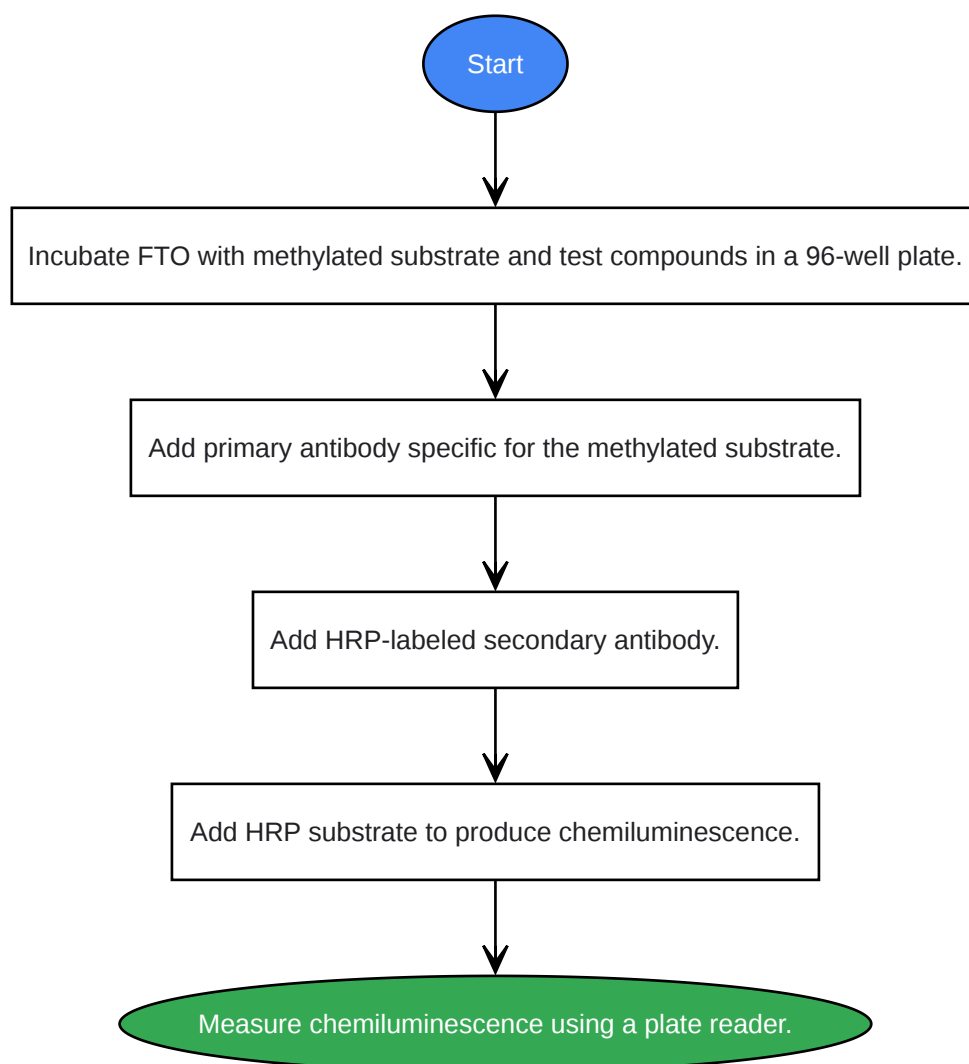 Start
Incubate FTO with methylated substrate and test compounds in a 96-well plate.
Add primary antibody specific for the methylated substrate.
Add HRP-labeled secondary antibody.
Add HRP substrate to produce chemiluminescence.
Measure chemiluminescence using a plate reader.